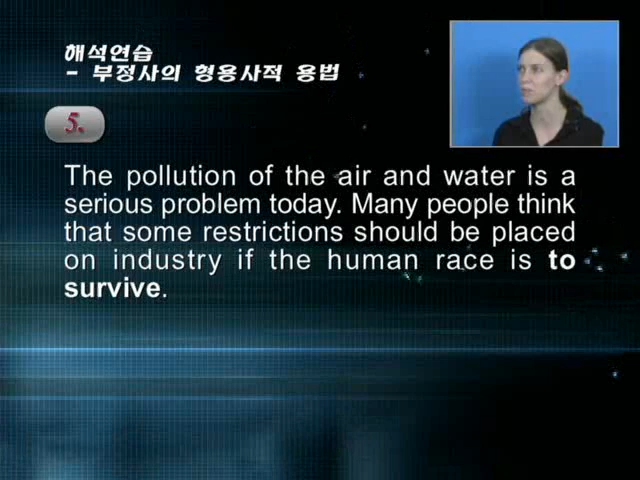 해석연습
- 부정사의 형용사적 용법
5.
The pollution of the air and water is a
serious problem today. Many people think
that some restrictions should be placed
on industry if the human race is to
survive.